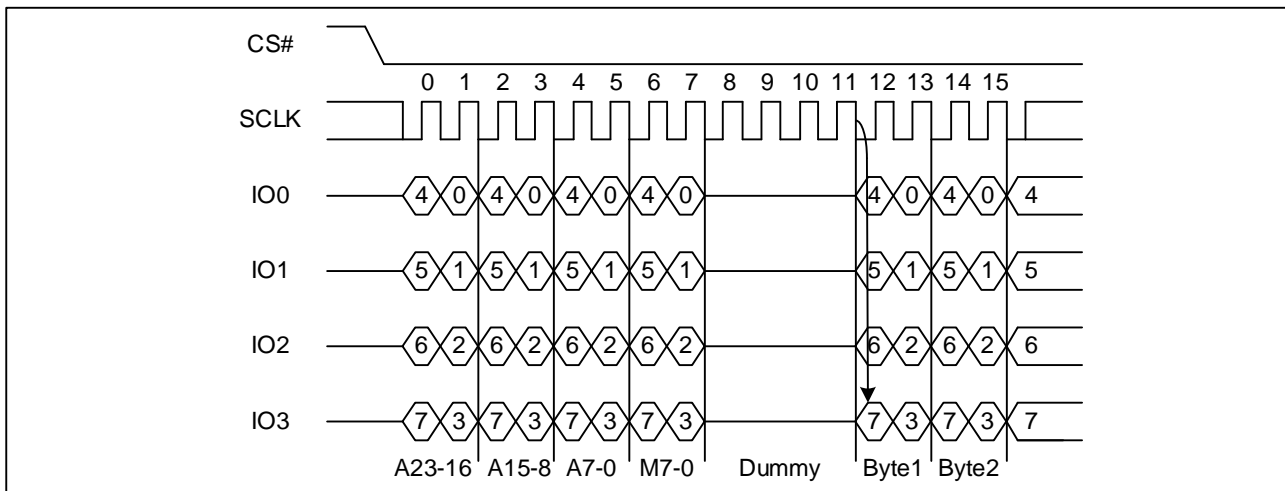 CS#
0 1 2 3 4 5 6 7 8 9 10 11 12 13 14 15
SCLK
IO0 4 0 4 0 4 0 4 0 4 0 4 0 4
IO1 5 1 5 1 5 1 5 1 5 1 5 1 5
IO2 6 2 6 2 6 2 6 2 6 2 6 2 6
IO3 7 3 7 3 7 3 7 3 7 3 7 3 7
A23-16 A15-8 A7-0 M7-0 Dummy Byte1 Byte2